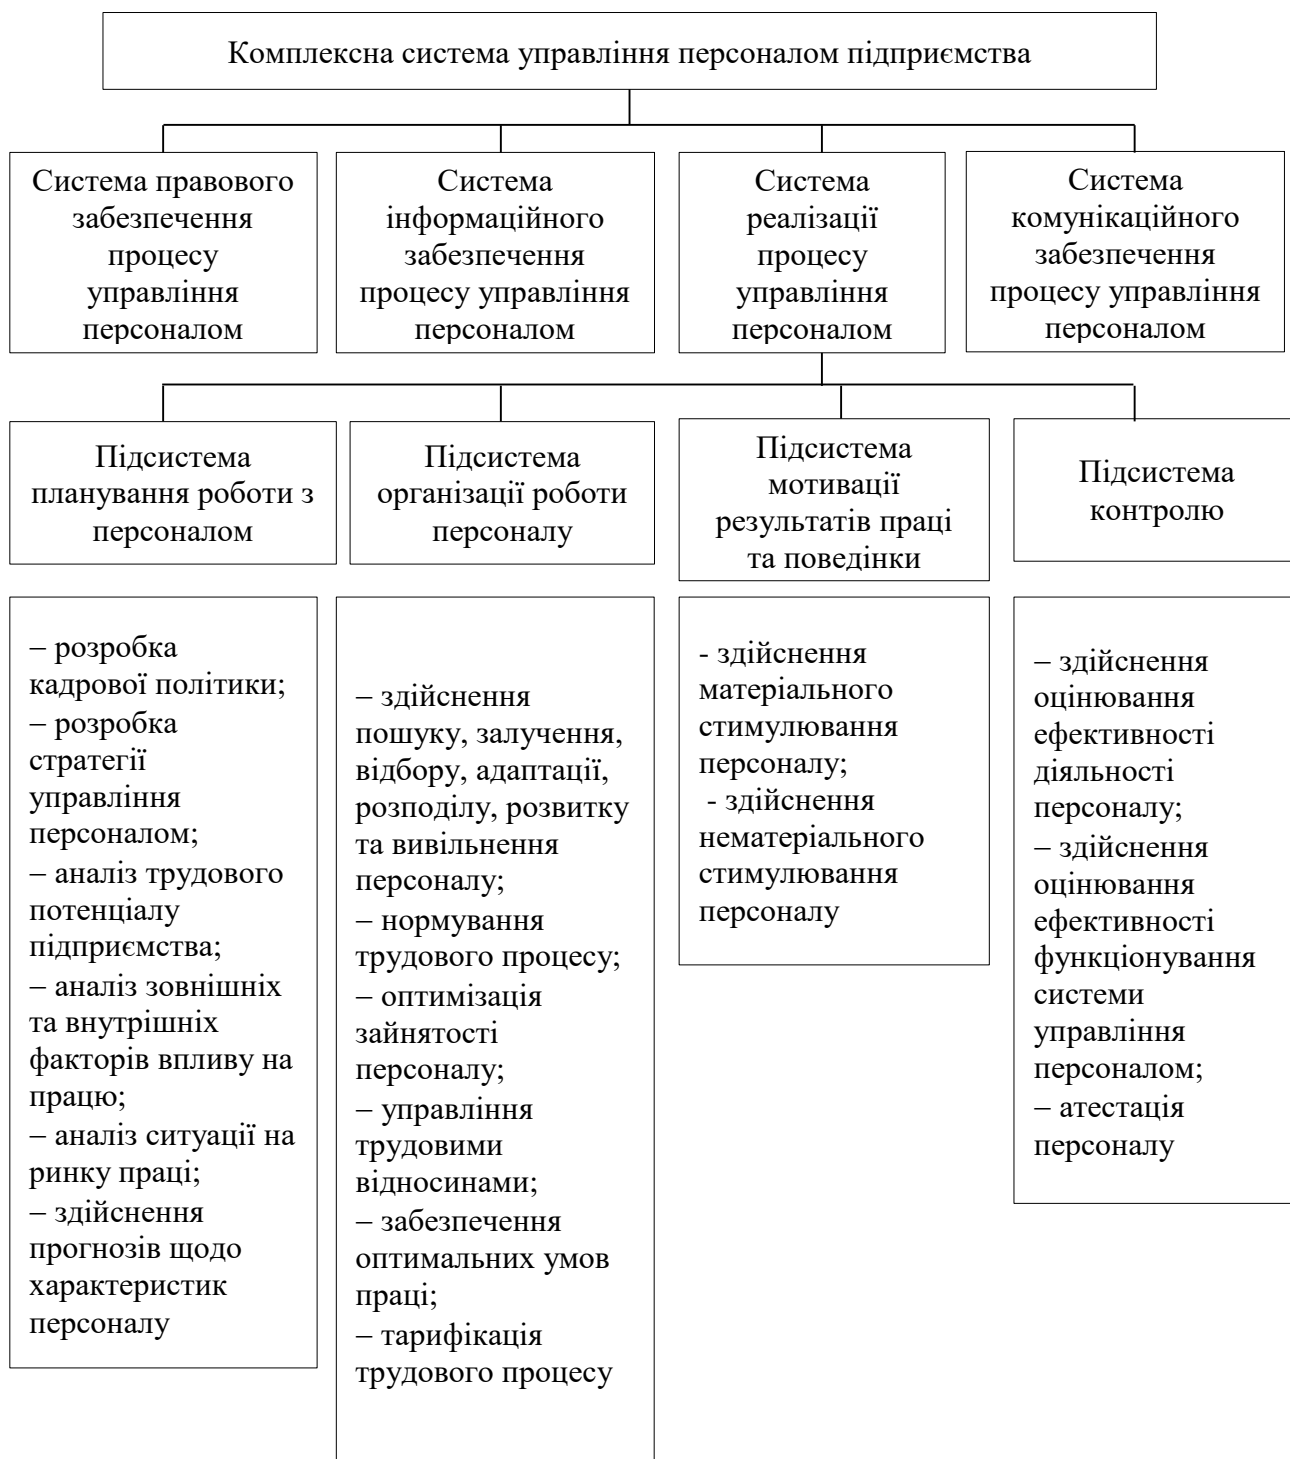 Комплексна система управління персоналом підприємства
Система правового
забезпечення
процесу
управління
персоналом
Система
інформаційного
забезпечення
процесу управління
персоналом
Система
реалізації
процесу
управління
персоналом
Система
комунікаційного
забезпечення
процесу управління
персоналом
Підсистема
планування роботи з
персоналом
Підсистема
організації роботи
персоналу
Підсистема
мотивації
результатів праці
та поведінки
Підсистема
контролю
– розробка
кадрової політики;
– розробка
стратегії
управління
персоналом;
– аналіз трудового
потенціалу
підприємства;
– аналіз зовнішніх
та внутрішніх
факторів впливу на
працю;
– аналіз ситуації на
ринку праці;
– здійснення
прогнозів щодо
характеристик
персоналу
– здійснення
пошуку, залучення,
відбору, адаптації,
розподілу, розвитку
та вивільнення
персоналу;
– нормування
трудового процесу;
– оптимізація
зайнятості
персоналу;
– управління
трудовими
відносинами;
– забезпечення
оптимальних умов
праці;
– тарифікація
трудового процесу
- здійснення
матеріального
стимулювання
персоналу;
- здійснення
нематеріального
стимулювання
персоналу
– здійснення
оцінювання
ефективності
діяльності
персоналу;
– здійснення
оцінювання
ефективності
функціонування
системи
управління
персоналом;
– атестація
персоналу